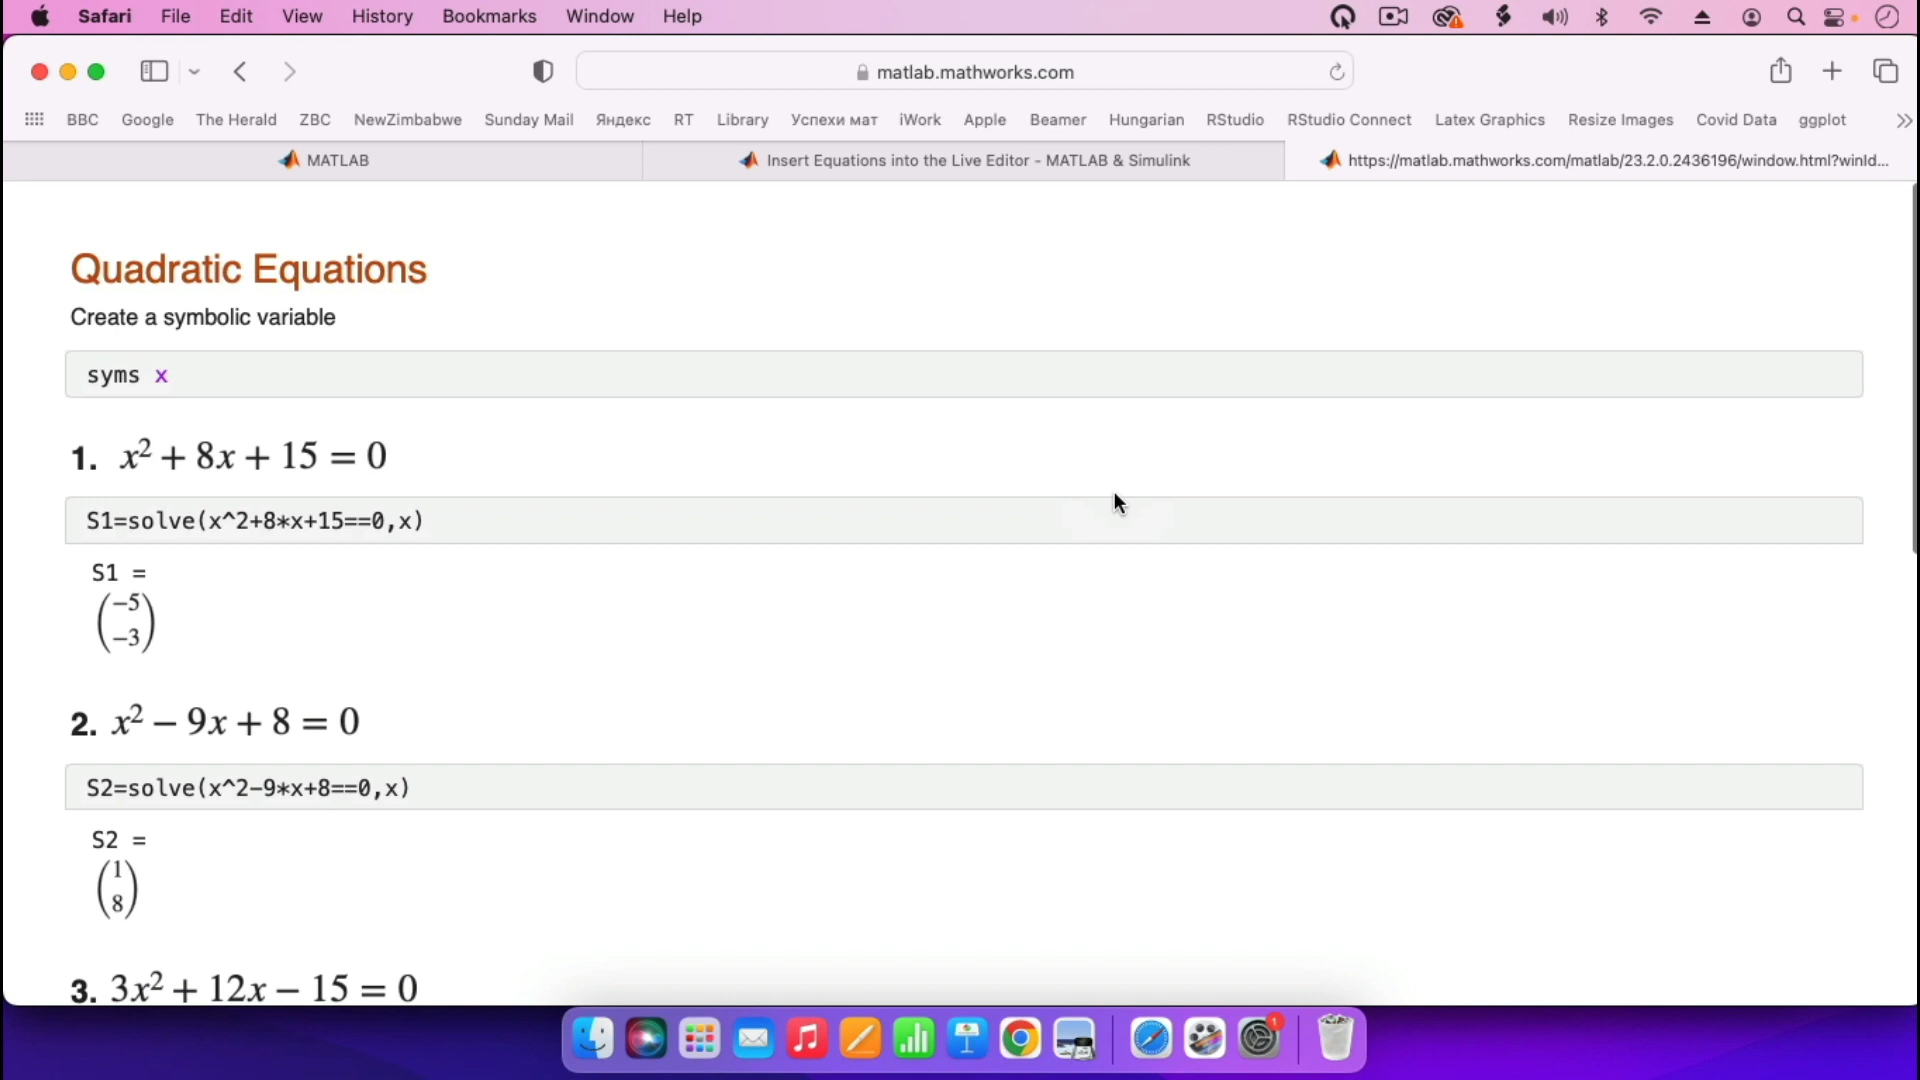 Safari File Edit View History Bookmarks Window Help
matlab.mathworks.com
BBC Google The Herald ZBC NewZimbabwe Sunday Mail Яндекс RT Library Успехи мат iWork Apple Beamer Hungarian RStudio RStudio Connect Latex Graphics Resize Images Covid Data ggplot
MATLAB Insert Equations into the Live Editor - MATLAB & Simulink https://matlab.mathworks.com/matlab/23.2.0.2436196/window.html?winId...
Quadratic Equations
Create a symbolic variable
syms x
1. x² + 8x + 15 = 0
S1=solve(x^2+8*x+15==0,x)
S1 =
(−5
−3)
2. x² − 9x + 8 = 0
S2=solve(x^2-9*x+8==0,x)
S2 =
(1
8)
3. 3x² + 12x − 15 = 0
1